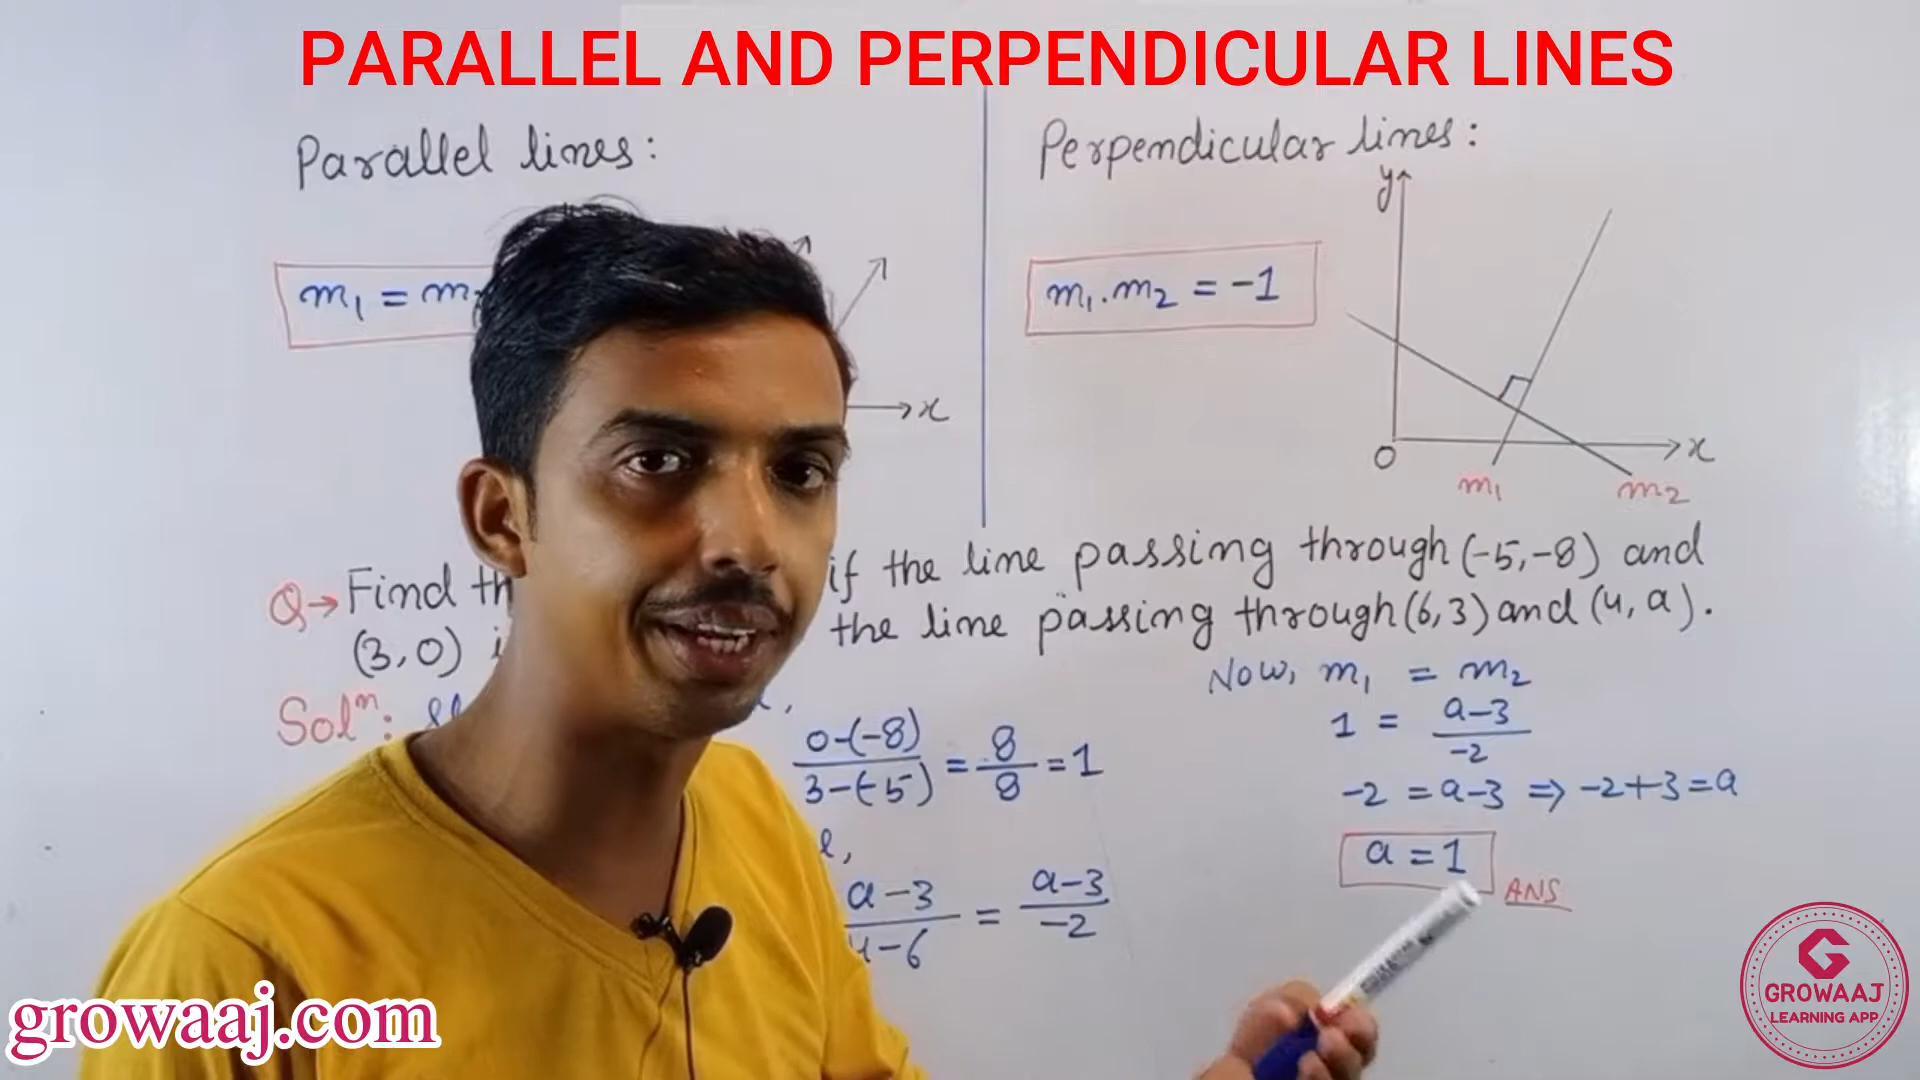 PARALLEL AND PERPENDICULAR LINES
Parallel lines:
m1 = m
x
Perpendicular lines:
y
m1.m2 = -1
O
x
m1
m2
Q→ Find th if the line passing through (-5,-8) and
(3,0) i the line passing through (6,3) and (4, a).
Solⁿ:
0-(-8) / 3-(-5) = 8/8 = 1
a-3 / 4-6 = a-3 / -2
Now, m1 = m2
1 = a-3 / -2
-2 = a-3 ⇒ -2+3 = a
a = 1
ANS
growaaj.com
G
GROWAAJ
LEARNING APP